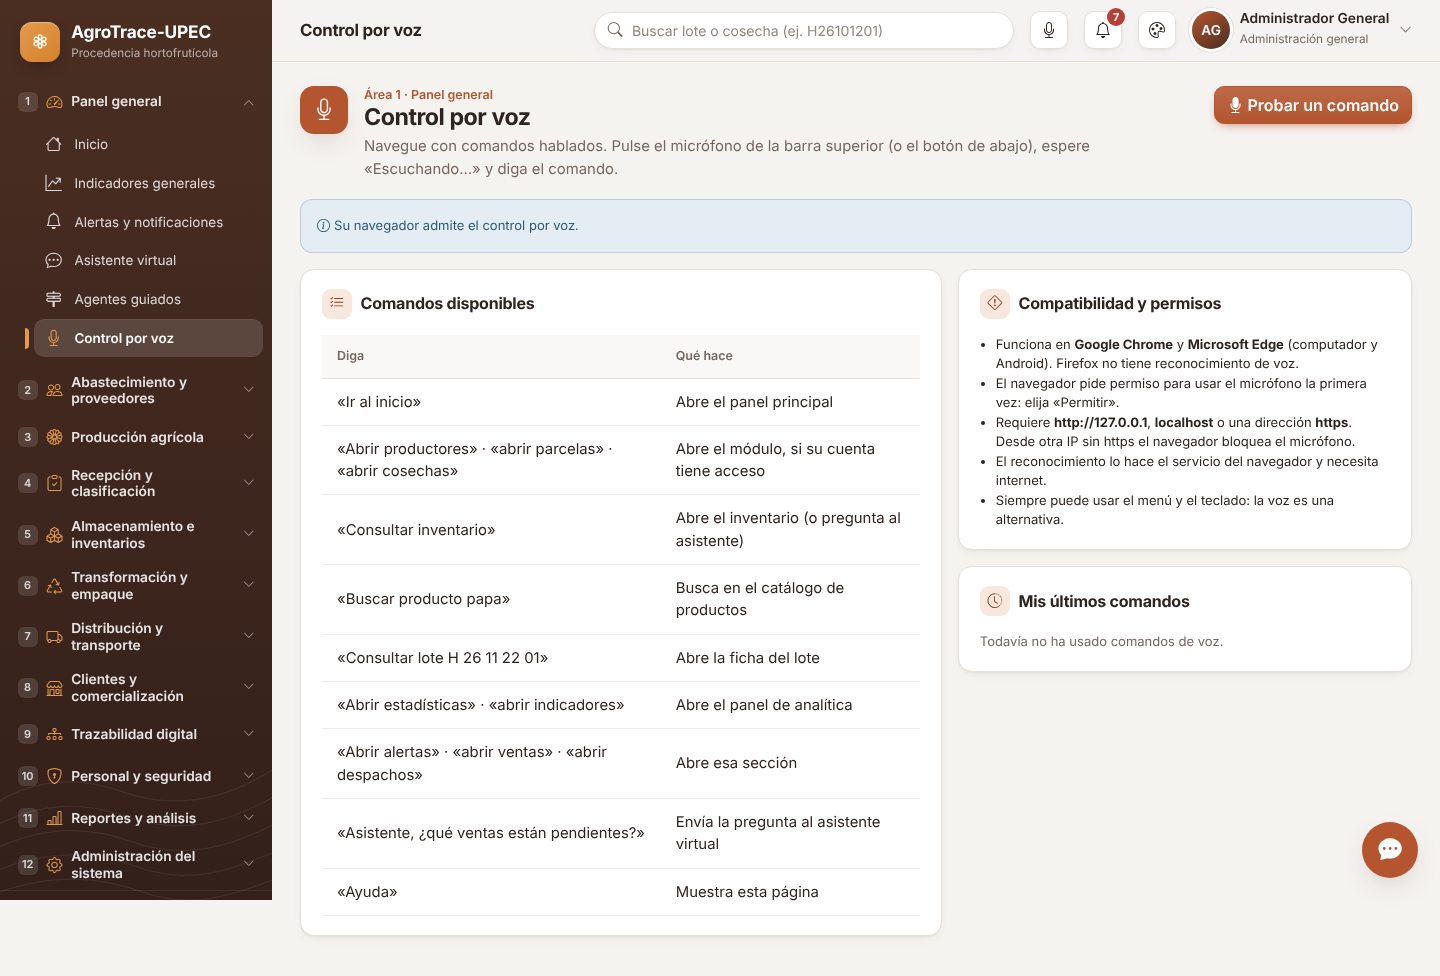 AgroTrace-UPEC
Procedencia hortofrutícola
1 Panel general
Inicio
Indicadores generales
Alertas y notificaciones
Asistente virtual
Agentes guiados
Control por voz
2 Abastecimiento y
proveedores
3 Producción agrícola
4 Recepción y
clasificación
5 Almacenamiento e
inventarios
6 Transformación y
empaque
7 Distribución y
transporte
8 Clientes y
comercialización
9 Trazabilidad digital
10 Personal y seguridad
11 Reportes y análisis
12 Administración del
sistema
Control por voz
Buscar lote o cosecha (ej. H26101201)
7
AG
Administrador General
Administración general
Área 1 · Panel general
Control por voz
Navegue con comandos hablados. Pulse el micrófono de la barra superior (o el botón de abajo), espere
«Escuchando...» y diga el comando.
Probar un comando
Su navegador admite el control por voz.
Comandos disponibles
Diga Qué hace
«Ir al inicio» Abre el panel principal
«Abrir productores» · «abrir parcelas» · Abre el módulo, si su cuenta
«abrir cosechas» tiene acceso
«Consultar inventario» Abre el inventario (o pregunta al
asistente)
«Buscar producto papa» Busca en el catálogo de
productos
«Consultar lote H 26 11 22 01» Abre la ficha del lote
«Abrir estadísticas» · «abrir indicadores» Abre el panel de analítica
«Abrir alertas» · «abrir ventas» · «abrir
despachos» Abre esa sección
«Asistente, ¿qué ventas están pendientes?» Envía la pregunta al asistente
virtual
«Ayuda» Muestra esta página
Compatibilidad y permisos
• Funciona en Google Chrome y Microsoft Edge (computador y
Android). Firefox no tiene reconocimiento de voz.
• El navegador pide permiso para usar el micrófono la primera
vez: elija «Permitir».
• Requiere http://127.0.0.1, localhost o una dirección https.
Desde otra IP sin https el navegador bloquea el micrófono.
• El reconocimiento lo hace el servicio del navegador y necesita
internet.
• Siempre puede usar el menú y el teclado: la voz es una
alternativa.
Mis últimos comandos
Todavía no ha usado comandos de voz.